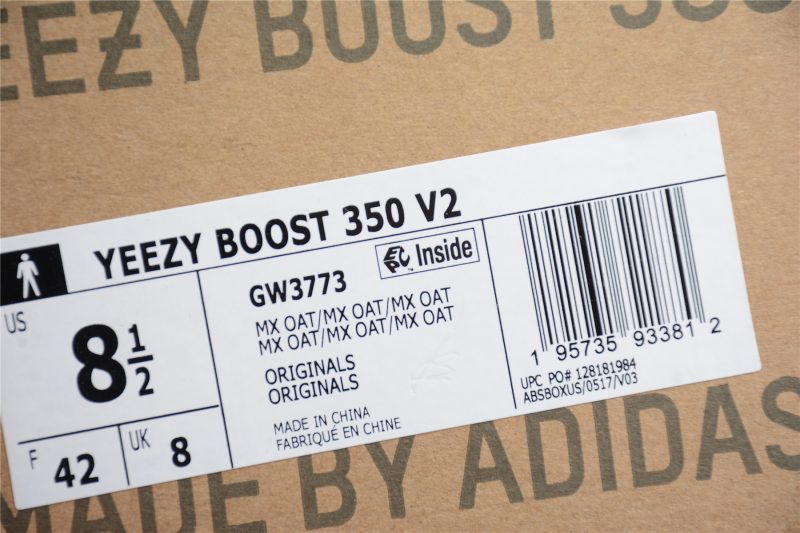 YEEZY BOOST 350
YEEZY BOOST 350 V2
US
8 1/2
F 42
UK 8
GW3773
EPC™ Inside
MX OAT/MX OAT/MX OAT
MX OAT/MX OAT/MX OAT
ORIGINALS
ORIGINALS
MADE IN CHINA
FABRIQUÉ EN CHINE
1 95735 93381 2
UPC PO# 128181984
ABSBOXUS/0517/V03
MADE BY ADIDAS